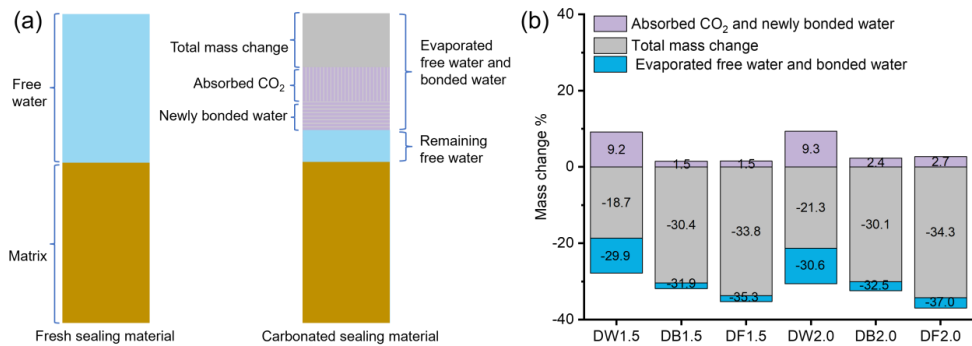 (a)
Free
water
Matrix
Fresh sealing material
Total mass change
Absorbed CO₂
Newly bonded water
Evaporated
free water and
bonded water
Remaining
free water
Carbonated sealing material
(b)
Absorbed CO₂ and newly bonded water
Total mass change
Evaporated free water and bonded water
Mass change %
40
20
0
-20
-40
9.2
1.5
1.5
9.3
2.4
2.7
-18.7
-30.4
-33.8
-21.3
-30.1
-34.3
-29.9
-31.9
-35.3
-30.6
-32.5
-37.0
DW1.5 DB1.5 DF1.5 DW2.0 DB2.0 DF2.0